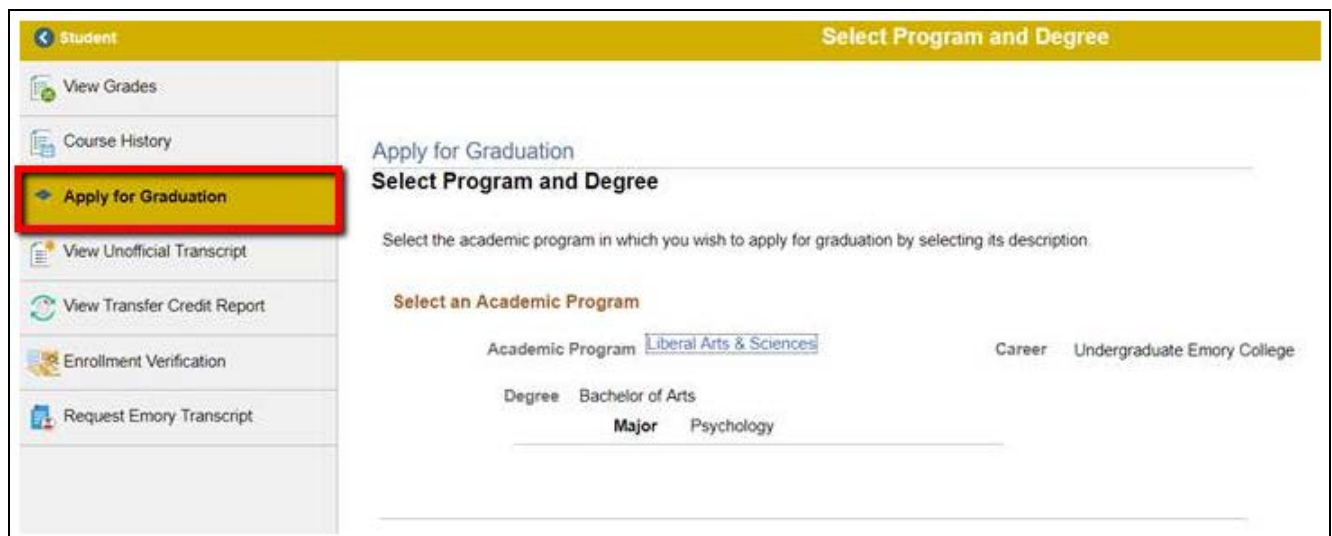 Student
Select Program and Degree
View Grades
Course History
Apply for Graduation
View Unofficial Transcript
View Transfer Credit Report
Enrollment Verification
Request Emory Transcript
Apply for Graduation
Select Program and Degree
Select the academic program in which you wish to apply for graduation by selecting its description.
Select an Academic Program
Academic Program Liberal Arts & Sciences Career Undergraduate Emory College
Degree Bachelor of Arts
Major Psychology